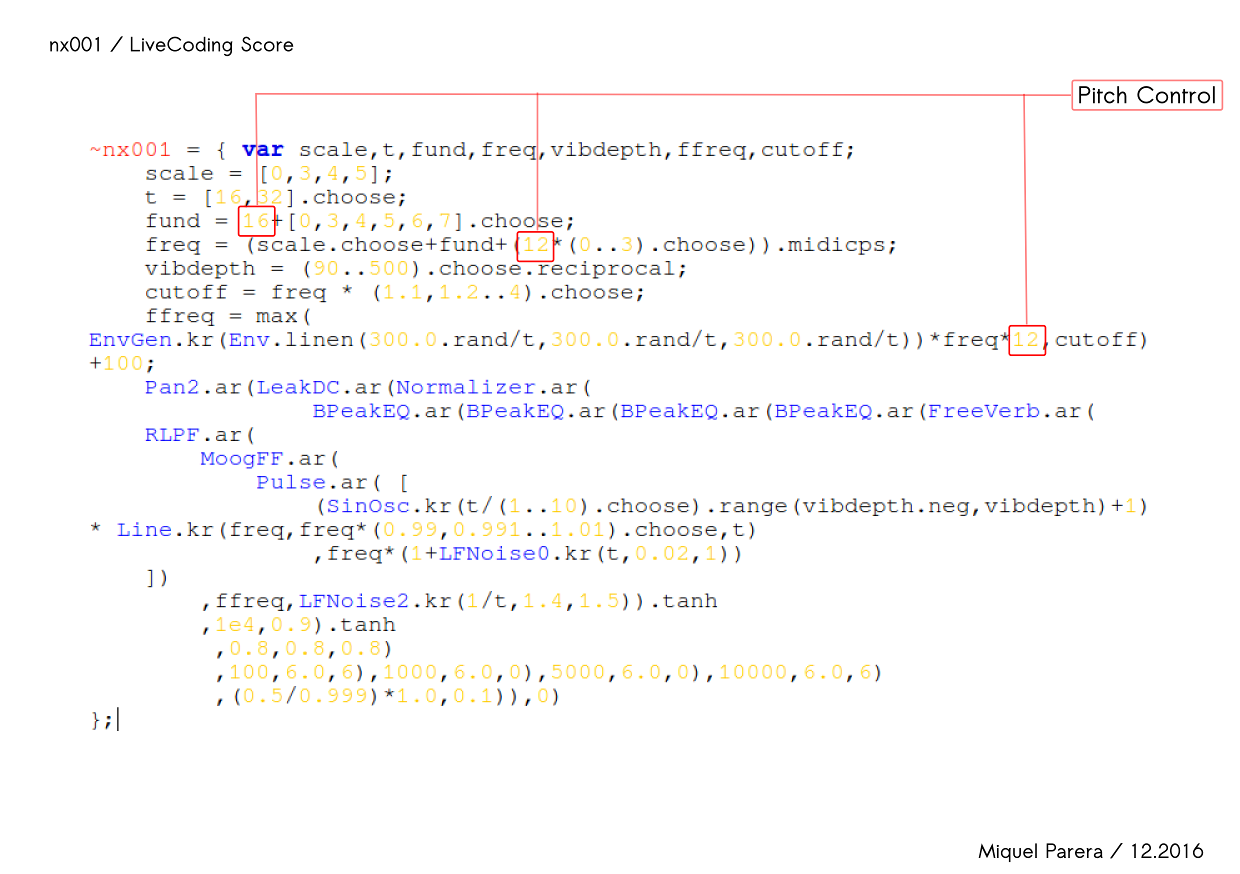 nx001 / LiveCoding Score
Pitch Control
~nx001 = { var scale,t,fund,freq,vibdepth,ffreq,cutoff;
scale = [0,3,4,5];
t = [16,32].choose;
fund = 16+[0,3,4,5,6,7].choose;
freq = (scale.choose+fund+(12*(0..3).choose)).midicps;
vibdepth = (90..500).choose.reciprocal;
cutoff = freq * (1.1,1.2..4).choose;
ffreq = max(
EnvGen.kr(Env.linen(300.0.rand/t,300.0.rand/t,300.0.rand/t))*freq*12,cutoff)
+100;
Pan2.ar(LeakDC.ar(Normalizer.ar(
BPeakEQ.ar(BPeakEQ.ar(BPeakEQ.ar(BPeakEQ.ar(FreeVerb.ar(
RLPF.ar(
MoogFF.ar(
Pulse.ar( [
(SinOsc.kr(t/(1..10).choose).range(vibdepth.neg,vibdepth)+1)
* Line.kr(freq,freq*(0.99,0.991..1.01).choose,t)
,freq*(1+LFNoise0.kr(t,0.02,1))
])
,ffreq,LFNoise2.kr(1/t,1.4,1.5)).tanh
,1e4,0.9).tanh
,0.8,0.8,0.8)
,100,6.0,6),1000,6.0,0),5000,6.0,0),10000,6.0,6)
,(0.5/0.999)*1.0,0.1)),0)
};
Miquel Parera / 12.2016